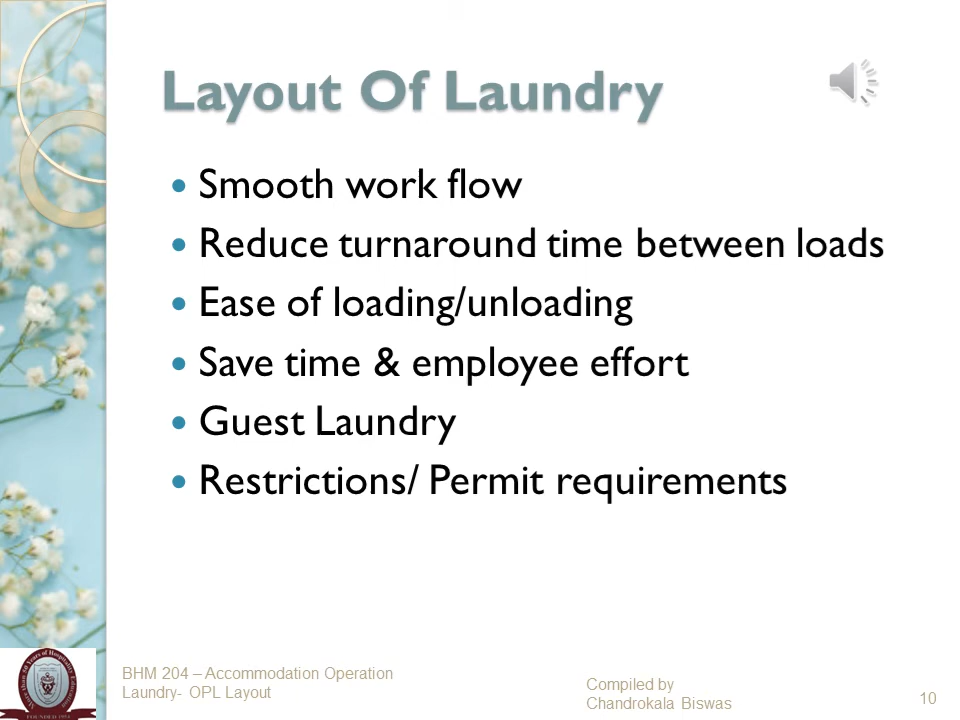 Layout Of Laundry
Smooth work flow
Reduce turnaround time between loads
Ease of loading/unloading
Save time & employee effort
Guest Laundry
Restrictions/ Permit requirements
BHM 204 – Accommodation Operation
Laundry- OPL Layout
Compiled by
Chandrokala Biswas
10